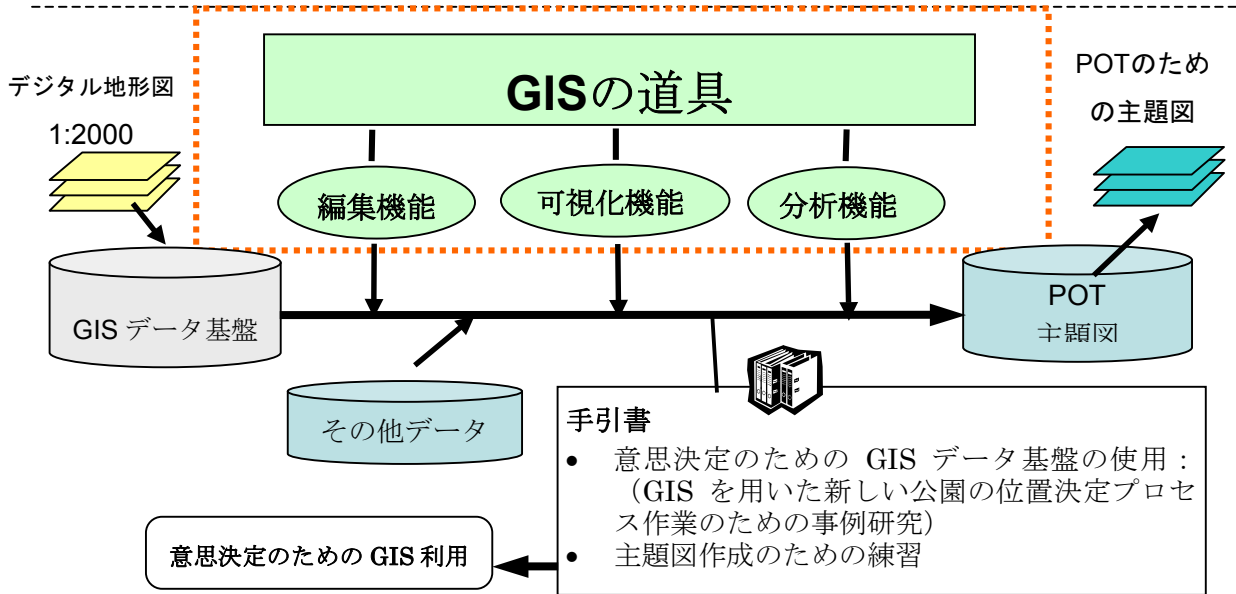 GISの道具
デジタル地形図
1:2000
POTのため
の主題図
編集機能
可視化機能
分析機能
GIS データ基盤
POT
主題図
その他データ
手引書
• 意思決定のための GIS データ基盤の使用：
（GIS を用いた新しい公園の位置決定プロセ
ス作業のための事例研究）
• 主題図作成のための練習
意思決定のための GIS 利用